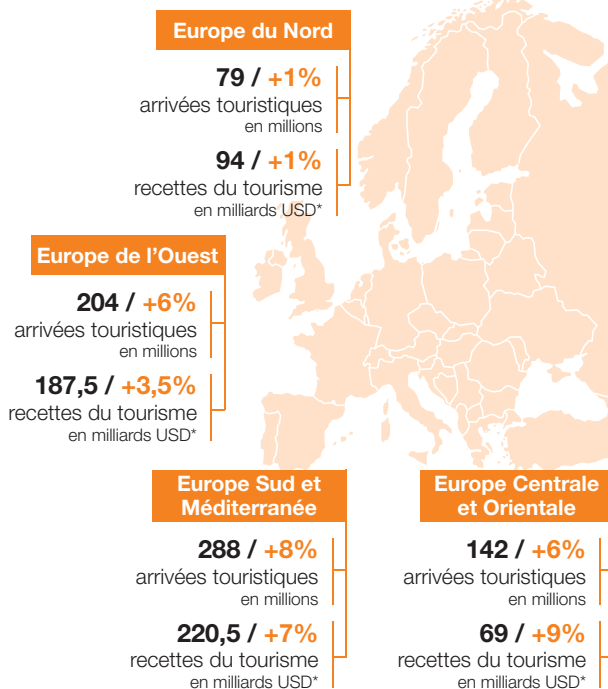 Europe du Nord
79 / +1%
arrivées touristiques
en millions
94 / +1%
recettes du tourisme
en milliards USD*
Europe de l’Ouest
204 / +6%
arrivées touristiques
en millions
187,5 / +3,5%
recettes du tourisme
en milliards USD*
Europe Sud et
Méditerranée
288 / +8%
arrivées touristiques
en millions
220,5 / +7%
recettes du tourisme
en milliards USD*
Europe Centrale
et Orientale
142 / +6%
arrivées touristiques
en millions
69 / +9%
recettes du tourisme
en milliards USD*